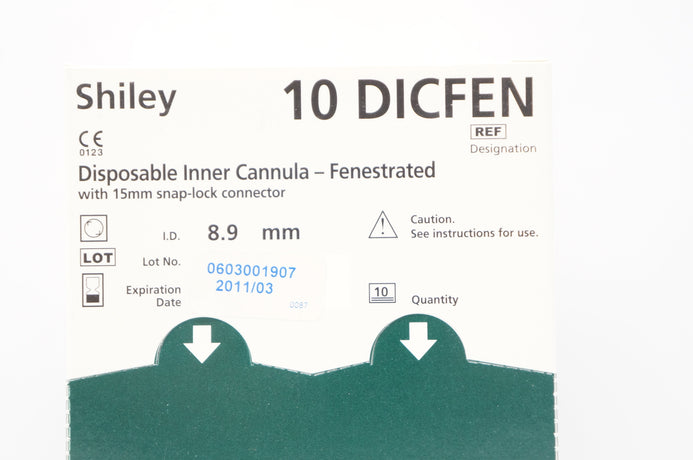 Shiley
10 DICFEN
REF
Designation
CE
0123
Disposable Inner Cannula – Fenestrated
with 15mm snap-lock connector
I.D. 8.9 mm
Caution.
See instructions for use.
LOT Lot No. 0603001907
Expiration
Date
2011/03
0087
10 Quantity